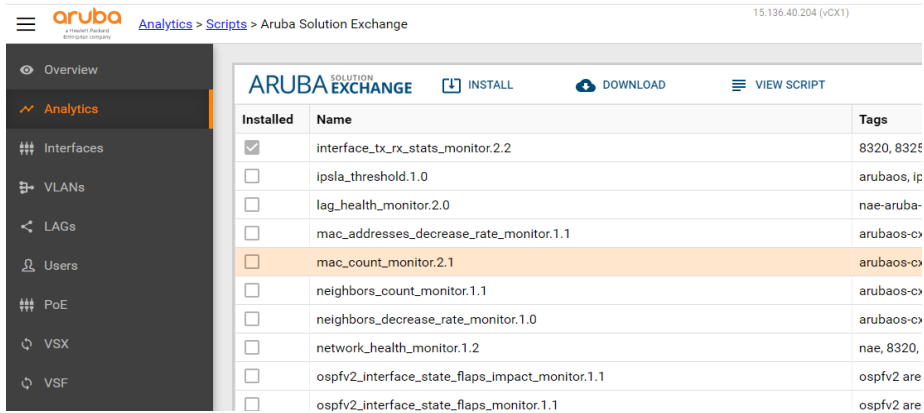 15.136.40.204 (vCX1)
aruba
a Hewlett Packard
Enterprise company
Analytics > Scripts > Aruba Solution Exchange
Overview
Analytics
Interfaces
VLANs
LAGs
Users
PoE
VSX
VSF
ARUBA SOLUTION EXCHANGE INSTALL DOWNLOAD VIEW SCRIPT
Installed Name Tags
interface_tx_rx_stats_monitor.2.2 8320, 8325
ipsla_threshold.1.0 arubaos, ip
lag_health_monitor.2.0 nae-aruba-
mac_addresses_decrease_rate_monitor.1.1 arubaos-cx
mac_count_monitor.2.1 arubaos-cx
neighbors_count_monitor.1.1 arubaos-cx
neighbors_decrease_rate_monitor.1.0 arubaos-cx
network_health_monitor.1.2 nae, 8320,
ospfv2_interface_state_flaps_impact_monitor.1.1 ospfv2 are
ospfv2_interface_state_flaps_monitor.1.1 ospfv2 are